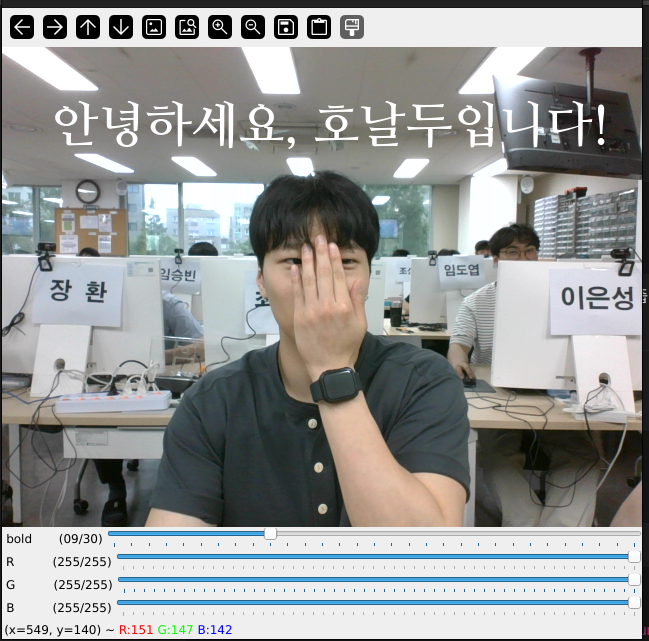 안녕하세요, 호날두입니다!
임승빈
임도엽
장 환
이은성
bold (09/30)
R (255/255)
G (255/255)
B (255/255)
(x=549, y=140) ~ R:151 G:147 B:142